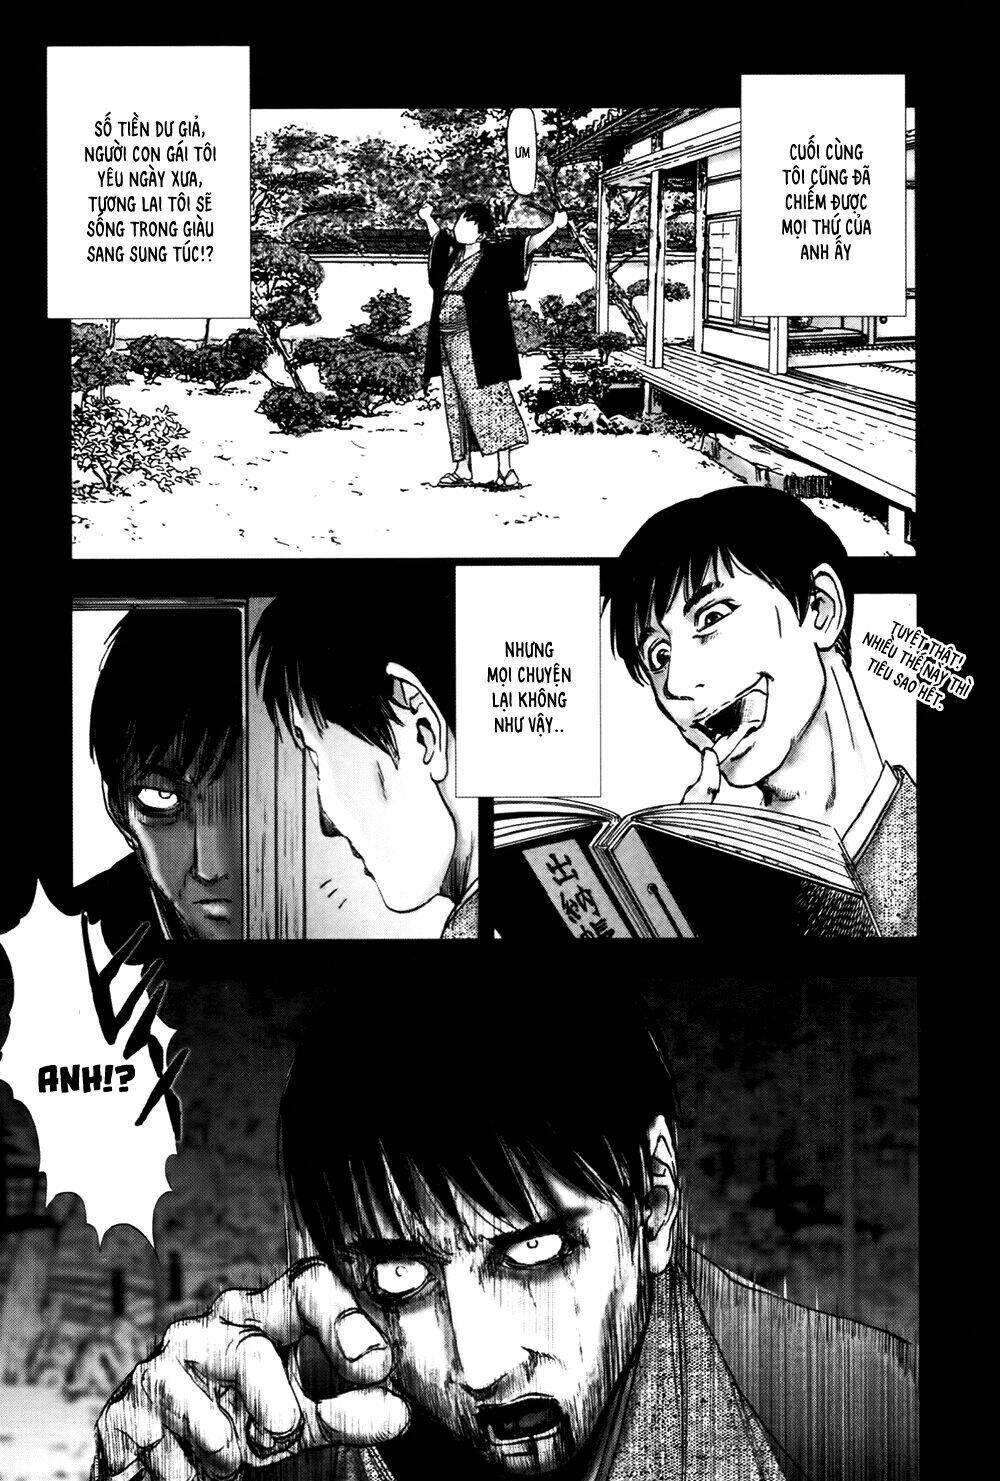 CUỐI CÙNG
TÔI CŨNG ĐÃ
CHIẾM ĐƯỢC
MỌI THỨ CỦA
ANH ẤY
ƯM
SỐ TIỀN DƯ GIẢ,
NGƯỜI CON GÁI TÔI
YÊU NGÀY XƯA,
TƯƠNG LAI TÔI SẼ
SỐNG TRONG GIÀU
SANG SUNG TÚC!?
TUYỆT THẬT!
NHIỀU THẾ NÀY THÌ
TIÊU SAO HẾT.
出納
NHƯNG
MỌI CHUYỆN
LẠI KHÔNG
NHƯ VẬY..
ANH!?